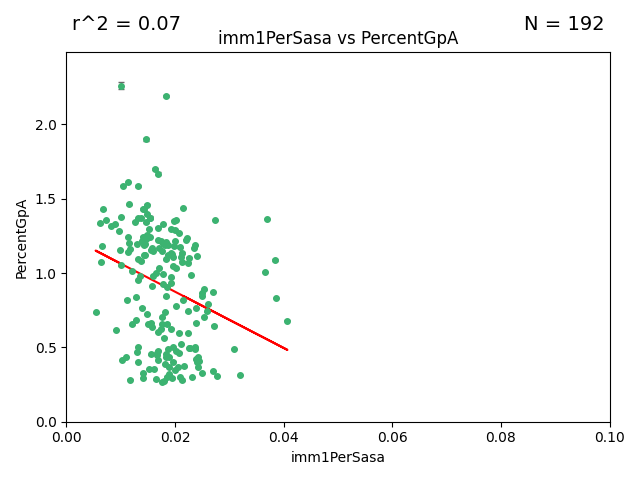 r^2 = 0.07
N = 192
imm1PerSasa vs PercentGpA
PercentGpA
2.0
1.5
1.0
0.5
0.0
0.00
0.02
0.04
0.06
0.08
0.10
imm1PerSasa